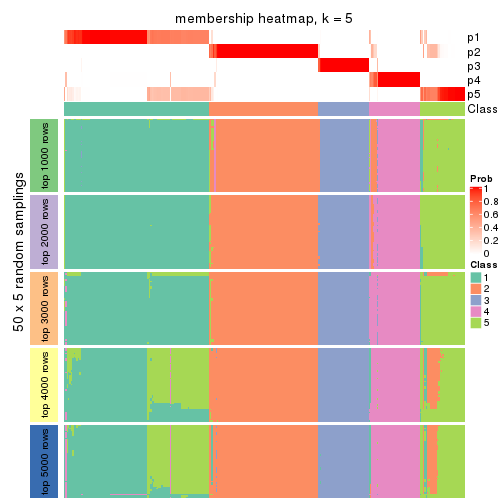 membership heatmap, k = 5
p1
p2
p3
p4
p5
Class
50 x 5 random samplings
top 1000 rows
top 2000 rows
top 3000 rows
top 4000 rows
top 5000 rows
Prob
1
0.8
0.6
0.4
0.2
0
Class
1
2
3
4
5